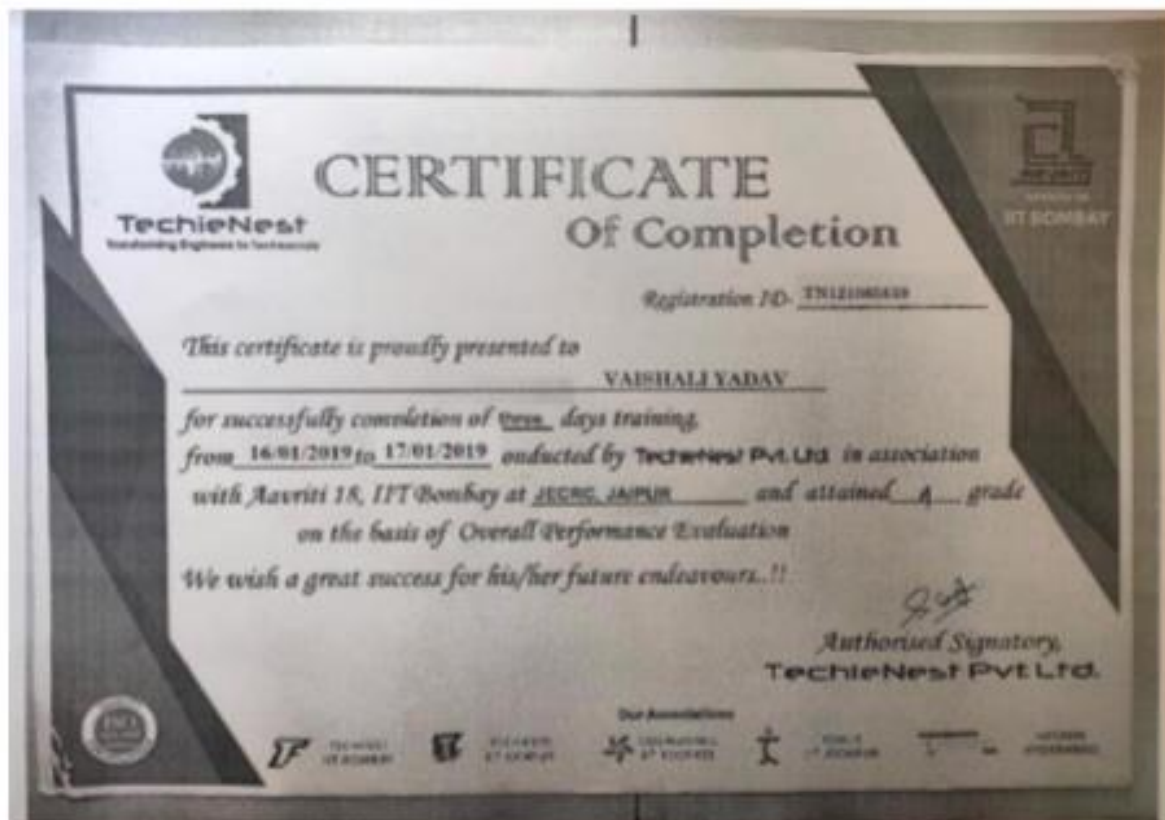 TechieNest
CERTIFICATE
Of Completion
IIT BOMBAY
Registration ID-
This certificate is proudly presented to
VAISHALI YADAV
for successfully completion of three days training,
from 16/01/2019 to 17/01/2019 onducted by TechieNest Pvt. Ltd. in association
with Aavriti 18, IIT Bombay at JECRC, JAIPUR and attained A grade
on the basis of Overall Performance Evaluation
We wish a great success for his/her future endeavours..!!
Authorised Signatory,
TechieNest Pvt Ltd.
ISO
Our Associations